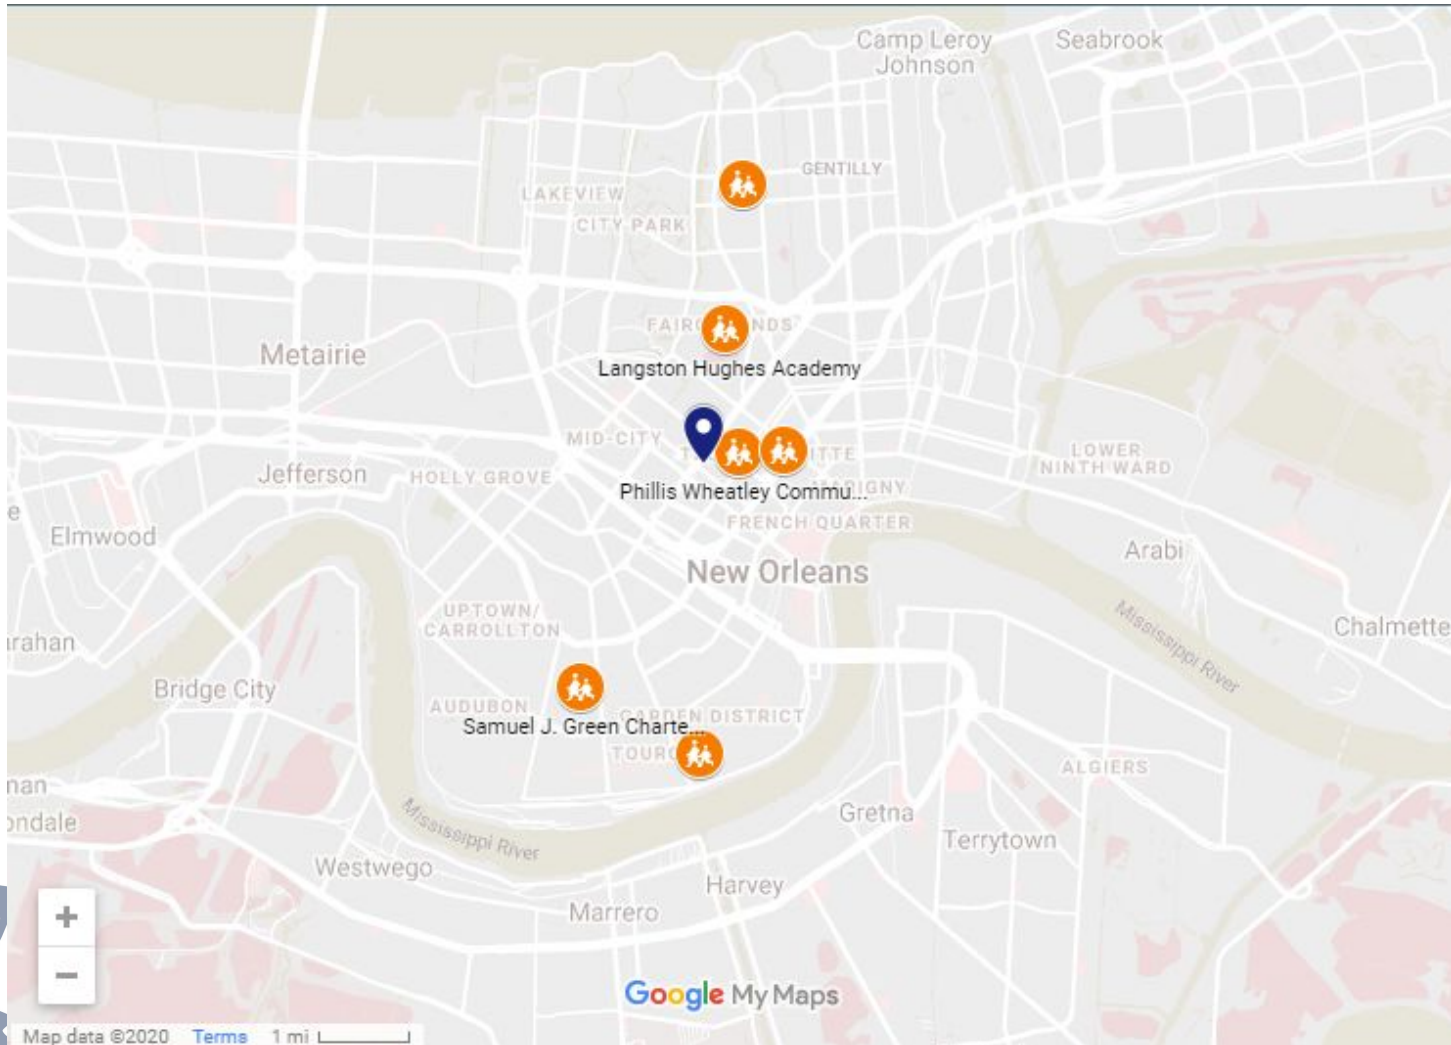 Camp Leroy
Johnson
Seabrook
GENTILLY
LAKEVIEW
CITY PARK
Metairie
Langston Hughes Academy
MID-CITY
Jefferson
HOLLY GROVE
LOWER
NINTH WARD
Phillis Wheatley Commu...
FRENCH QUARTER
Elmwood
Arabi
New Orleans
UPTOWN/
CARROLLTON
Mississippi River
Chalmette
Bridge City
AUDUBON
GARDEN DISTRICT
Samuel J. Green Charte...
ALGIERS
Mississippi River
Gretna
Terrytown
Westwego
Harvey
Marrero
Google My Maps
Map data ©2020 Terms 1 mi